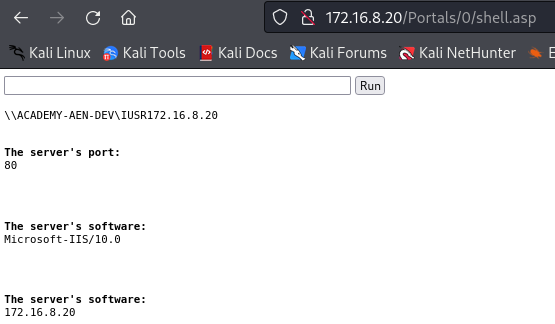 172.16.8.20/Portals/0/shell.asp
Kali Linux Kali Tools Kali Docs Kali Forums Kali NetHunter E
Run
\\ACADEMY-AEN-DEV\IUSR172.16.8.20
The server's port:
80
The server's software:
Microsoft-IIS/10.0
The server's software:
172.16.8.20